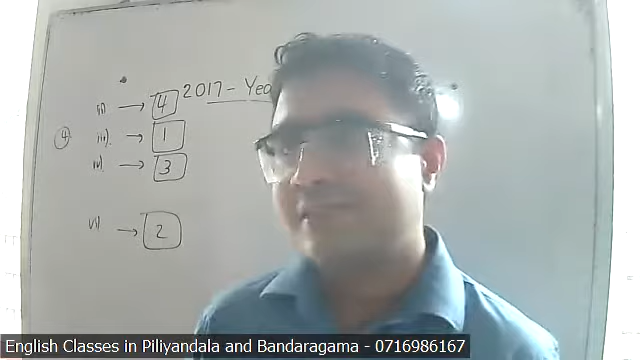 2017 - Yea
ii) → 4
④ iii). → 1
iv). → 3
vi) → 2
English Classes in Piliyandala and Bandaragama - 0716986167